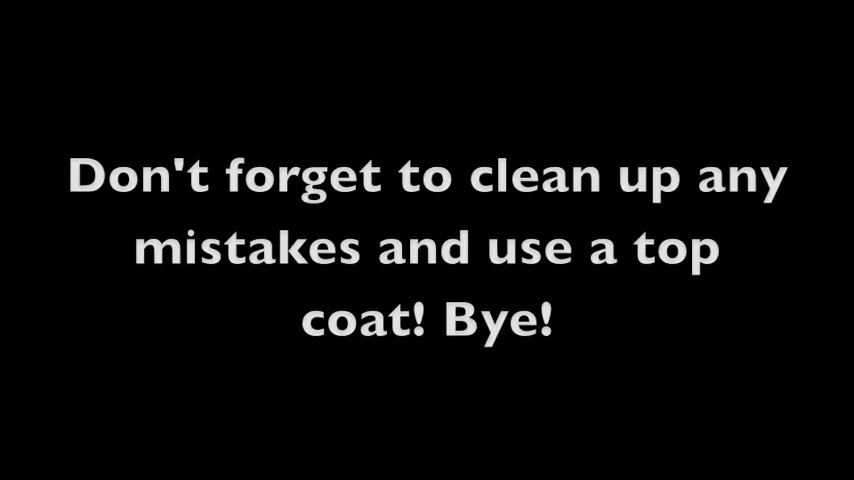 Don't forget to clean up any
mistakes and use a top
coat! Bye!